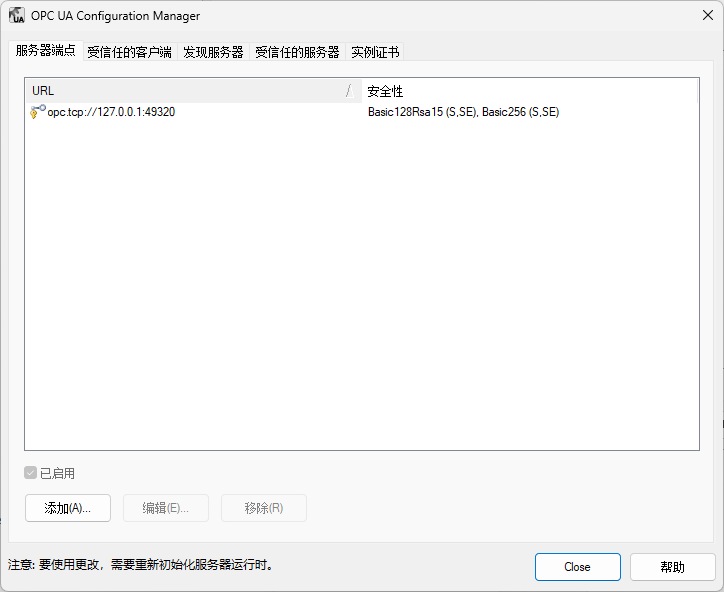 OPC UA Configuration Manager
服务器端点 受信任的客户端 发现服务器 受信任的服务器 实例证书
URL 安全性
opc.tcp://127.0.0.1:49320 Basic128Rsa15 (S,SE), Basic256 (S,SE)
已启用
添加(A)... 编辑(E)... 移除(R)
注意: 要使用更改，需要重新初始化服务器运行时。
Close 帮助